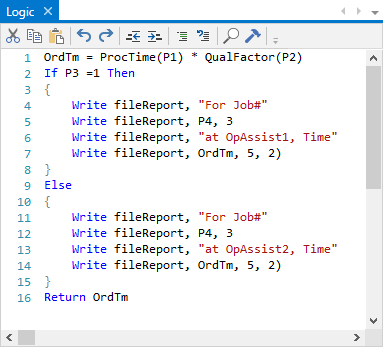 Logic
1 OrdTm = ProcTime(P1) * QualFactor(P2)
2 If P3 =1 Then
3 {
4 Write fileReport, "For Job#"
5 Write fileReport, P4, 3
6 Write fileReport, "at OpAssist1, Time"
7 Write fileReport, OrdTm, 5, 2)
8 }
9 Else
10 {
11 Write fileReport, "For Job#"
12 Write fileReport, P4, 3
13 Write fileReport, "at OpAssist2, Time"
14 Write fileReport, OrdTm, 5, 2)
15 }
16 Return OrdTm